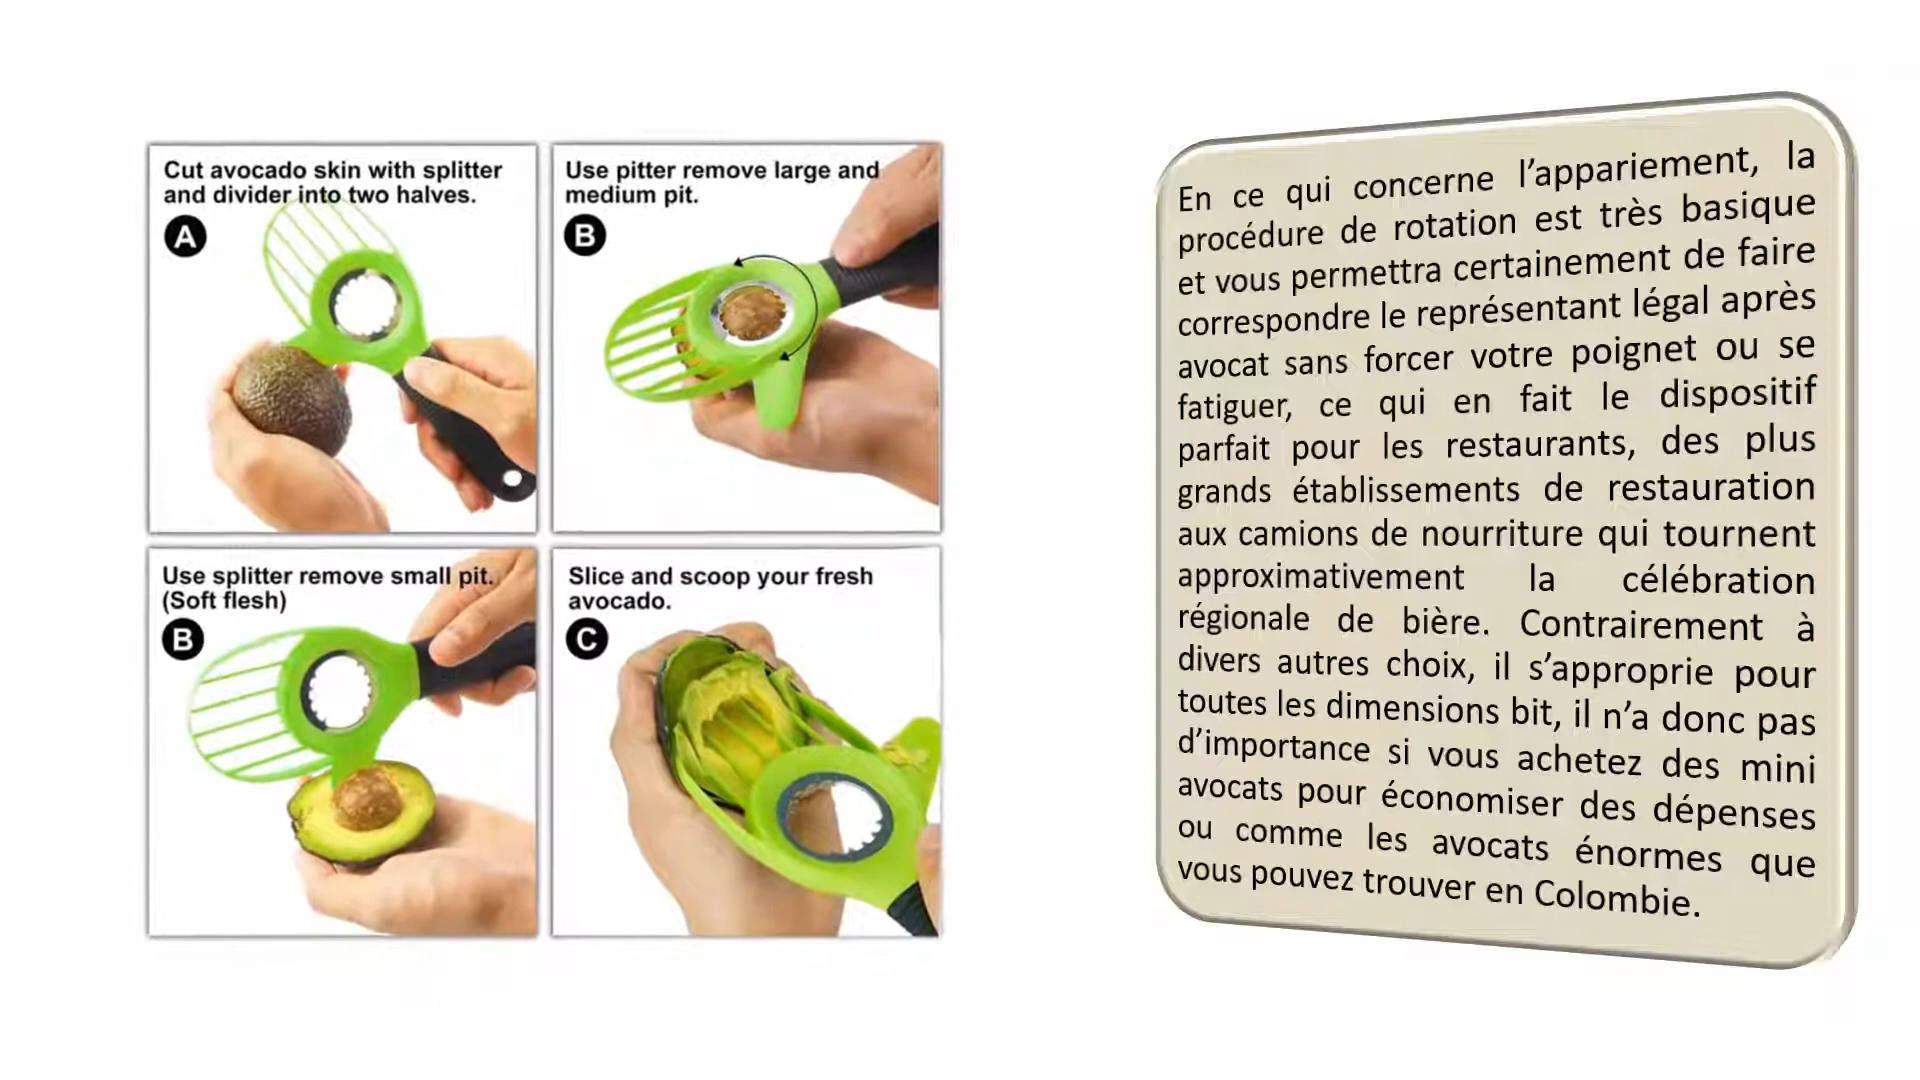 Cut avocado skin with splitter
and divider into two halves.
A
Use pitter remove large and
medium pit.
B
Use splitter remove small pit.
(Soft flesh)
B
Slice and scoop your fresh
avocado.
C
En ce qui concerne l’appariement, la
procédure de rotation est très basique
et vous permettra certainement de faire
correspondre le représentant légal après
avocat sans forcer votre poignet ou se
fatiguer, ce qui en fait le dispositif
parfait pour les restaurants, des plus
grands établissements de restauration
aux camions de nourriture qui tournent
approximativement la célébration
régionale de bière. Contrairement à
divers autres choix, il s’approprie pour
toutes les dimensions bit, il n’a donc pas
d’importance si vous achetez des mini
avocats pour économiser des dépenses
ou comme les avocats énormes que
vous pouvez trouver en Colombie.